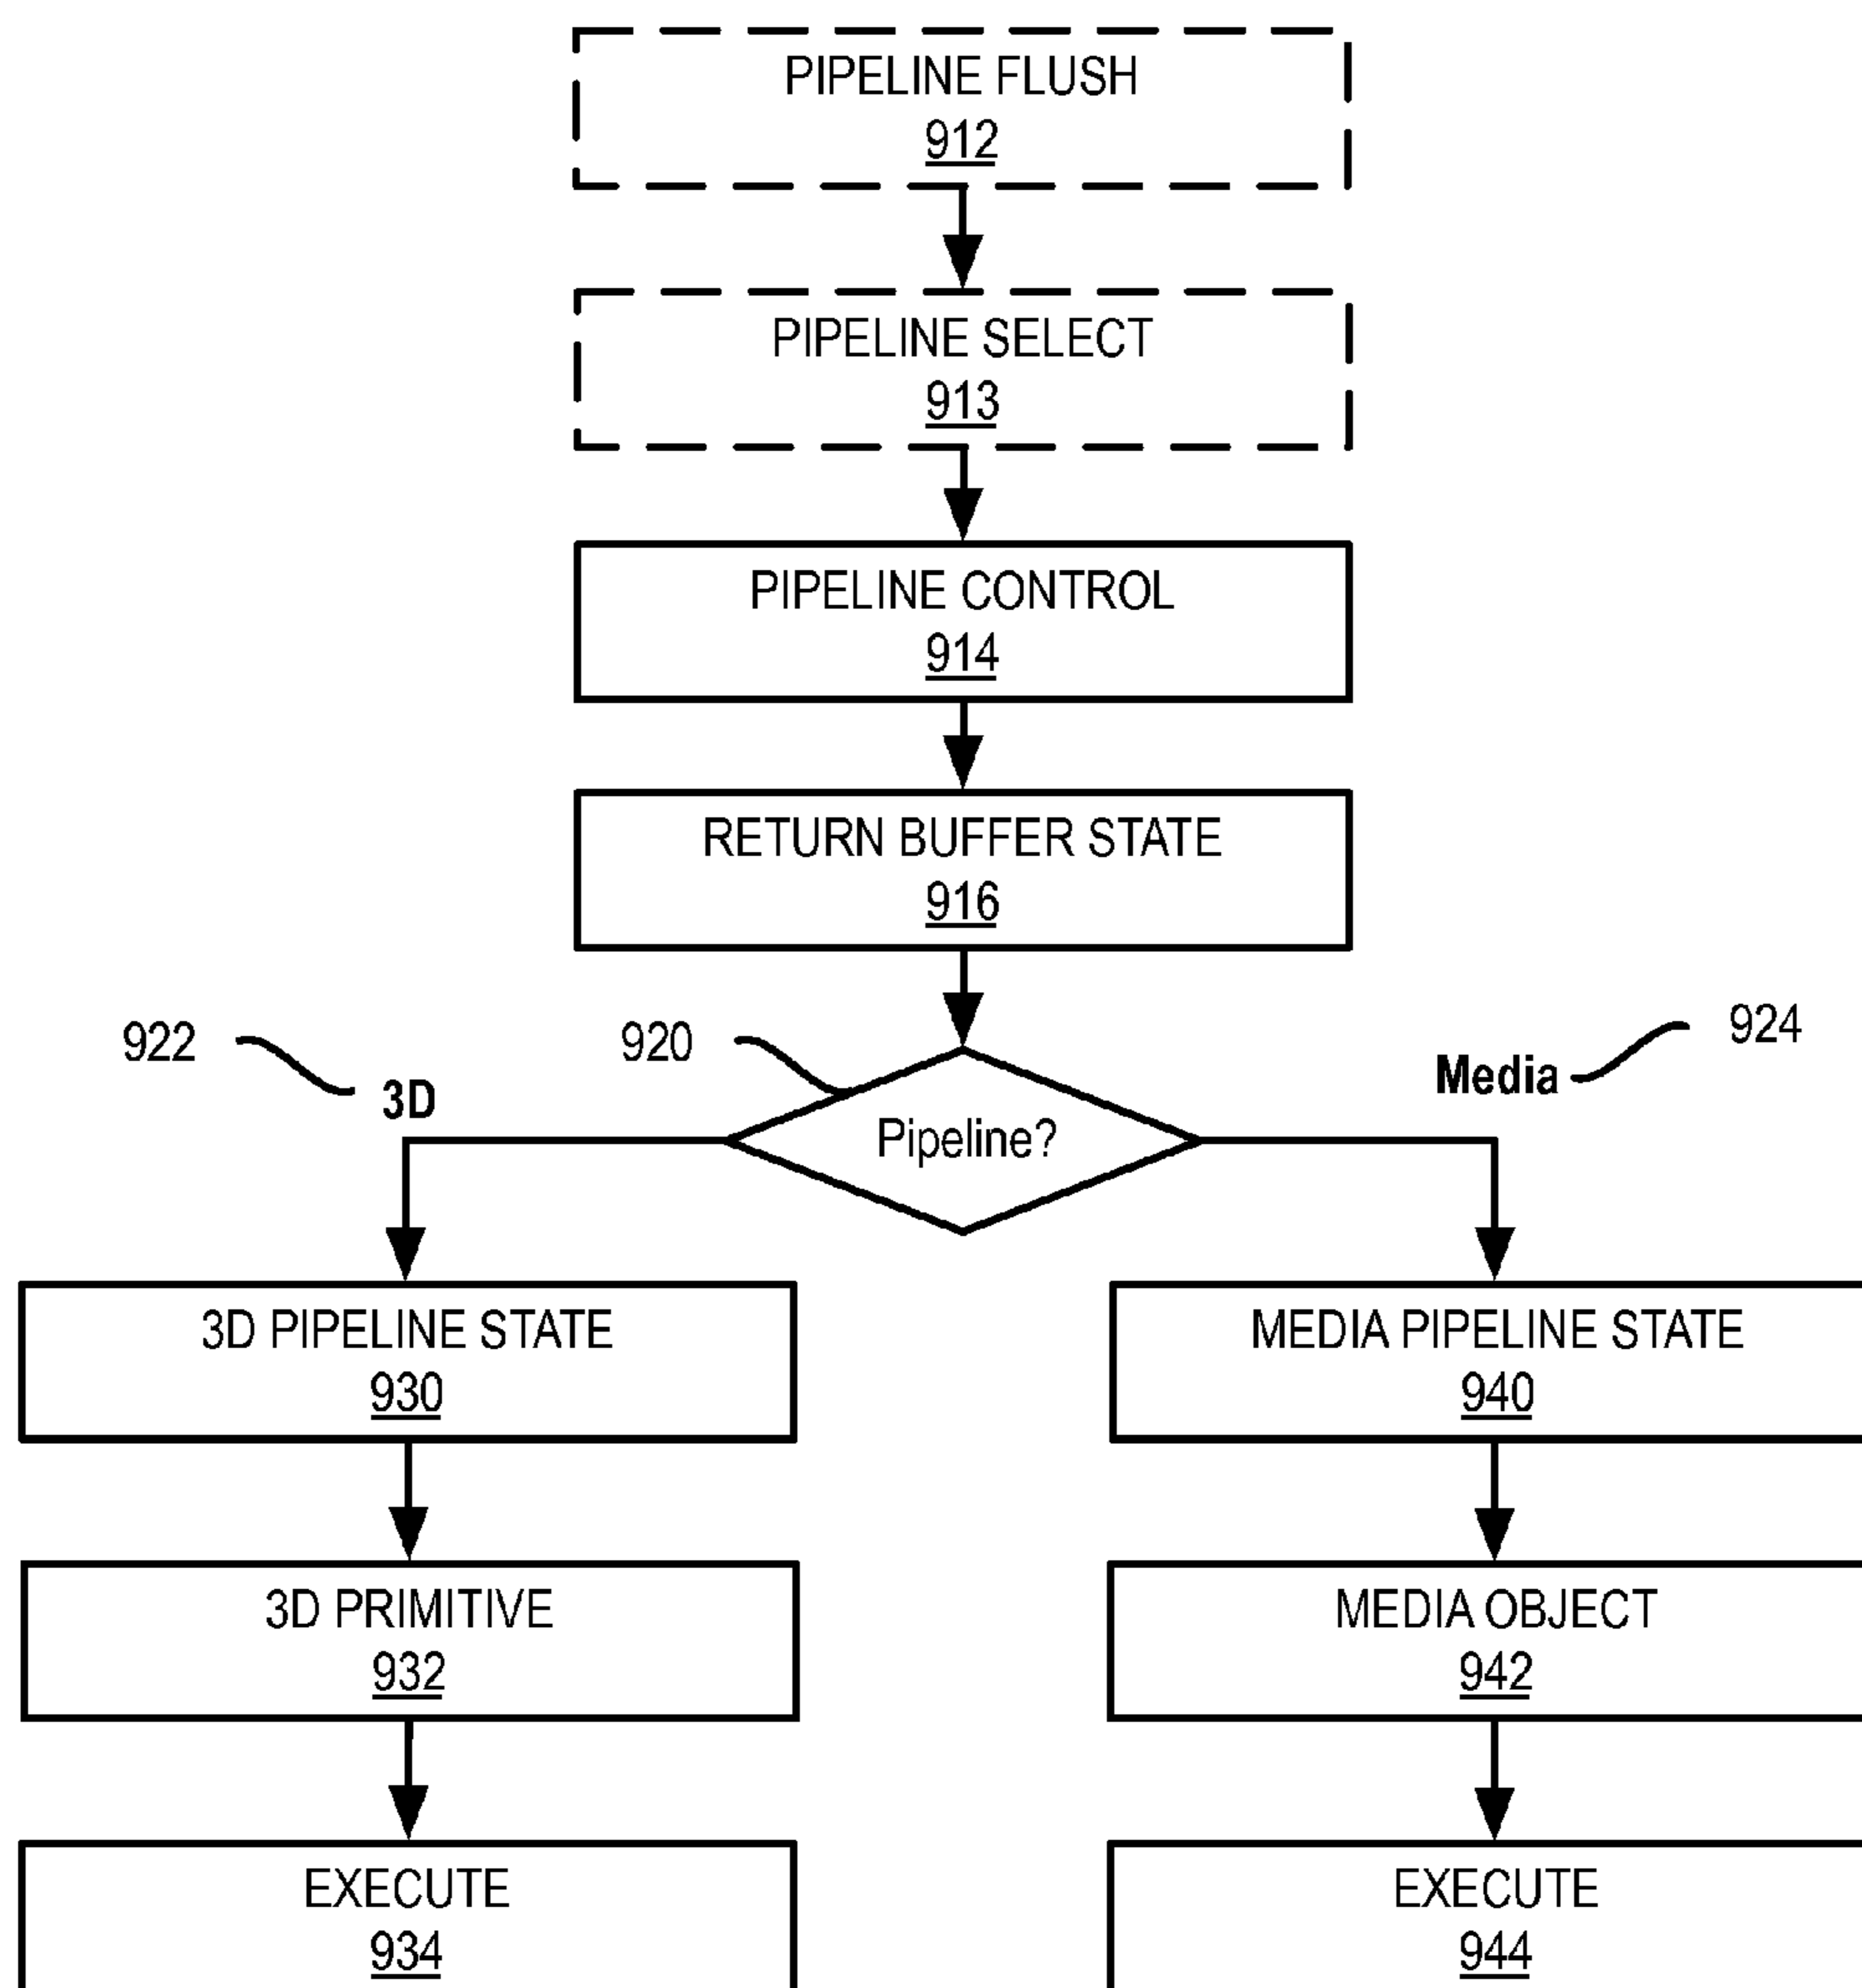 PIPELINE FLUSH
912
PIPELINE SELECT
913
PIPELINE CONTROL
914
RETURN BUFFER STATE
916
922
920
924
3D
Media
Pipeline?
3D PIPELINE STATE
930
MEDIA PIPELINE STATE
940
3D PRIMITIVE
932
MEDIA OBJECT
942
EXECUTE
934
EXECUTE
944